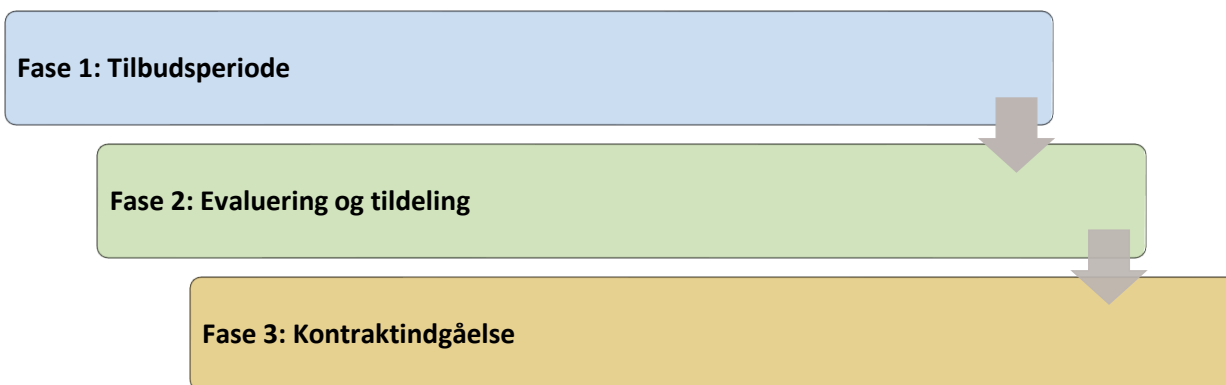 Fase 1: Tilbudsperiode
Fase 2: Evaluering og tildeling
Fase 3: Kontraktindgåelse